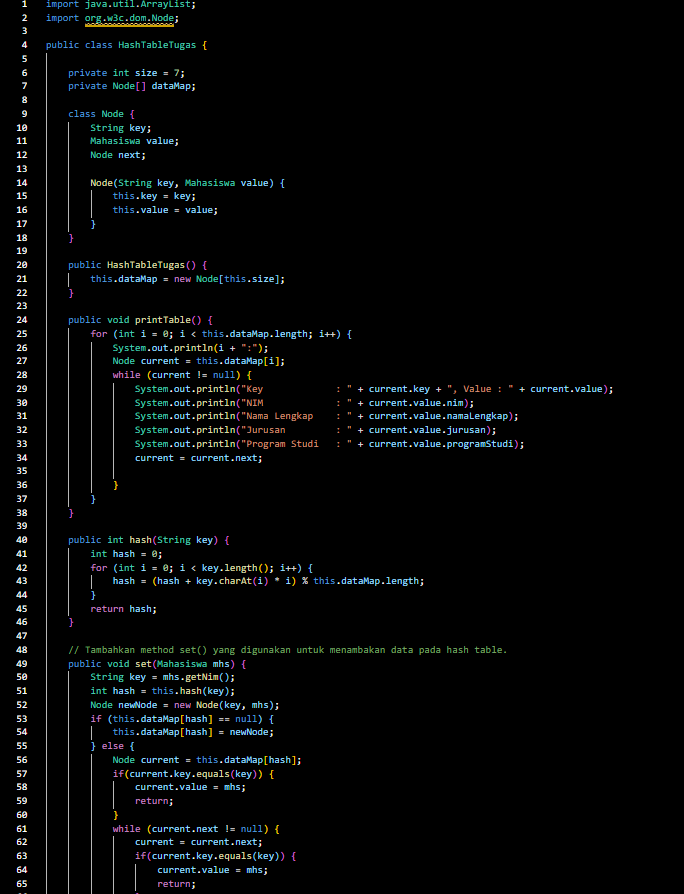 1 import java.util.ArrayList;
2 import org.w3c.dom.Node;
3
4 public class HashTableTugas {
5
6     private int size = 7;
7     private Node[] dataMap;
8
9     class Node {
10         String key;
11         Mahasiswa value;
12         Node next;
13
14         Node(String key, Mahasiswa value) {
15             this.key = key;
16             this.value = value;
17         }
18     }
19
20     public HashTableTugas() {
21         this.dataMap = new Node[this.size];
22     }
23
24     public void printTable() {
25         for (int i = 0; i < this.dataMap.length; i++) {
26             System.out.println(i + ":");
27             Node current = this.dataMap[i];
28             while (current != null) {
29                 System.out.println("Key             : " + current.key + ", Value : " + current.value);
30                 System.out.println("NIM             : " + current.value.nim);
31                 System.out.println("Nama Lengkap    : " + current.value.namaLengkap);
32                 System.out.println("Jurusan         : " + current.value.jurusan);
33                 System.out.println("Program Studi   : " + current.value.programStudi);
34                 current = current.next;
35
36             }
37         }
38     }
39
40     public int hash(String key) {
41         int hash = 0;
42         for (int i = 0; i < key.length(); i++) {
43             hash = (hash + key.charAt(i) * i) % this.dataMap.length;
44         }
45         return hash;
46     }
47
48     // Tambahkan method set() yang digunakan untuk menambakan data pada hash table.
49     public void set(Mahasiswa mhs) {
50         String key = mhs.getNim();
51         int hash = this.hash(key);
52         Node newNode = new Node(key, mhs);
53         if (this.dataMap[hash] == null) {
54             this.dataMap[hash] = newNode;
55         } else {
56             Node current = this.dataMap[hash];
57             if(current.key.equals(key)) {
58                 current.value = mhs;
59                 return;
60             }
61             while (current.next != null) {
62                 current = current.next;
63                 if(current.key.equals(key)) {
64                     current.value = mhs;
65                     return;